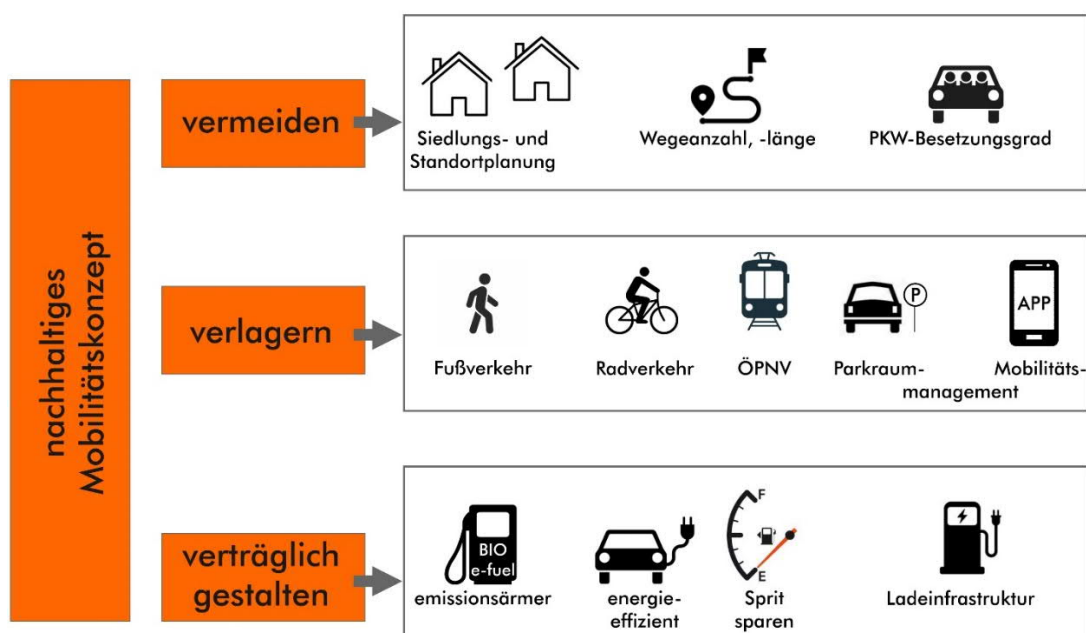 nachhaltiges
Mobilitätskonzept
vermeiden
Siedlungs- und
Standortplanung
Wegeanzahl, -länge
PKW-Besetzungsgrad
verlagern
P
APP
Fußverkehr
Radverkehr
ÖPNV
Parkraum-
management
Mobilitäts-
verträglich
gestalten
BIO
e-fuel
F
E
emissionsärmer
energie-
effizient
Sprit
sparen
Ladeinfrastruktur